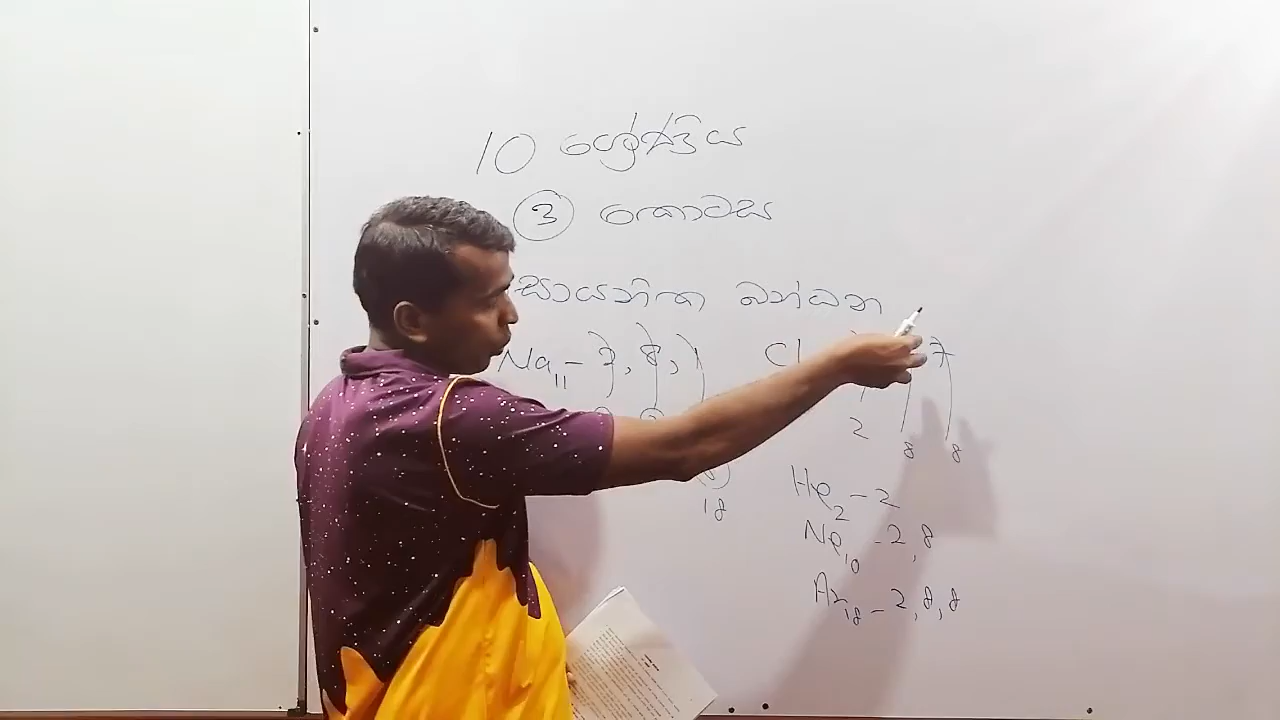 10 ශ්‍රේණිය
3 කොටස
සායනික බන්ධන
Na11 - 2, 8, 1
Cl 7
2 8 8
18
He2 - 2
Ne10 - 2, 8
Ar18 - 2, 8, 8